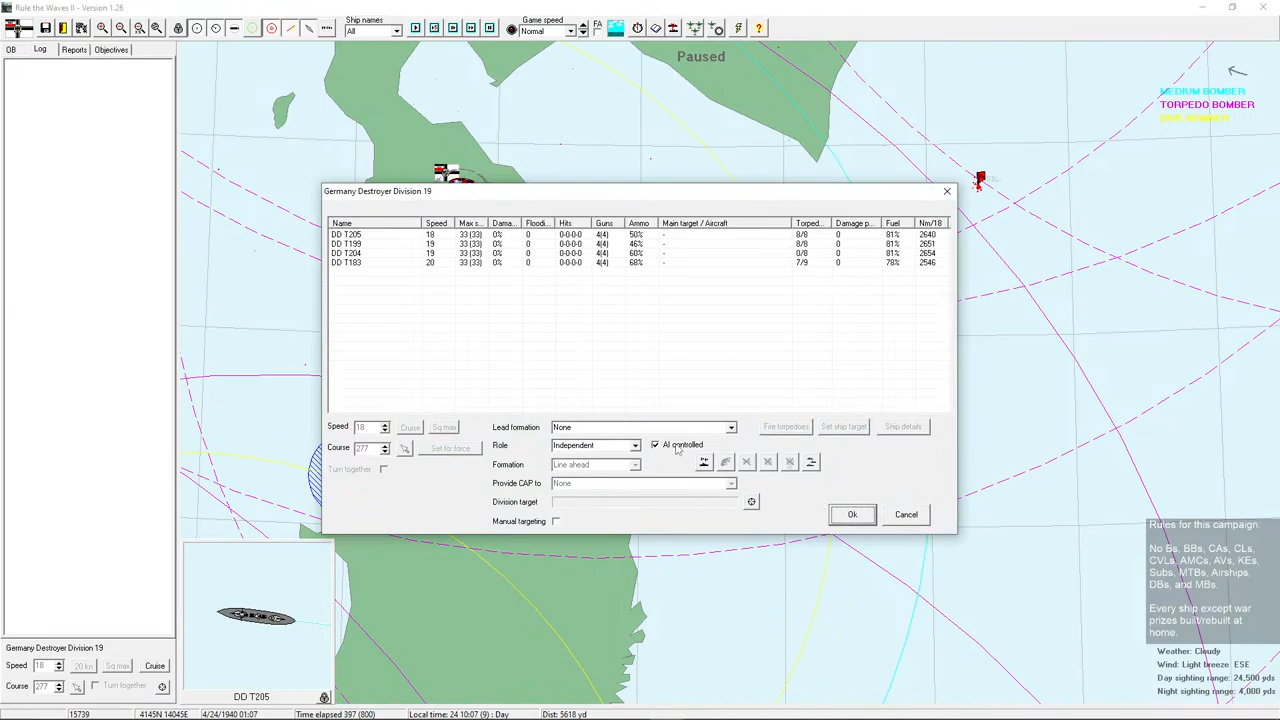 Rule the Waves II - Version 1.26
Ship names
All
Game speed
Normal
FA
OB Log Reports Objectives
Paused
MEDIUM BOMBER
TORPEDO BOMBER
DIVE BOMBER
Germany Destroyer Division 19
Name Speed Max s... Dama... Floodi... Hits Guns Ammo Main target / Aircraft Torped... Damage p... Fuel Nm/18
DD T205 18 33 (33) 0% 0 0-0-0-0 4(4) 50% - 8/8 0 81% 2640
DD T199 19 33 (33) 0% 0 0-0-0-0 4(4) 46% - 8/8 0 81% 2651
DD T204 19 33 (33) 0% 0 0-0-0-0 4(4) 60% - 0/8 0 81% 2654
DD T183 20 33 (33) 0% 0 0-0-0-0 4(4) 68% - 7/9 0 78% 2546
Speed 18 Cruise Sq max Lead formation None Fire torpedoes Set ship target Ship details
Course 277 Set for force Role Independent AI controlled
Turn together Formation Line ahead
Provide CAP to None
Division target
Manual targeting
Ok Cancel
Rules for this campaign:
No Bs, BBs, CAs, CLs,
CVLs, AMCs, AVs, KEs,
Subs, MTBs, Airships,
DBs, and MBs.
Every ship except war
prizes built/rebuilt at
home.
Weather: Cloudy
Wind: Light breeze ESE
Day sighting range: 24,500 yds
Night sighting range: 4,000 yds
Germany Destroyer Division 19
Speed 18 20 kn Sq max Cruise
Course 277 Turn together
DD T205
15739 4145N 14045E 4/24/1940 01:07 Time elapsed 397 (800) Local time: 24 10:07 (9) : Day Dist: 5618 yd